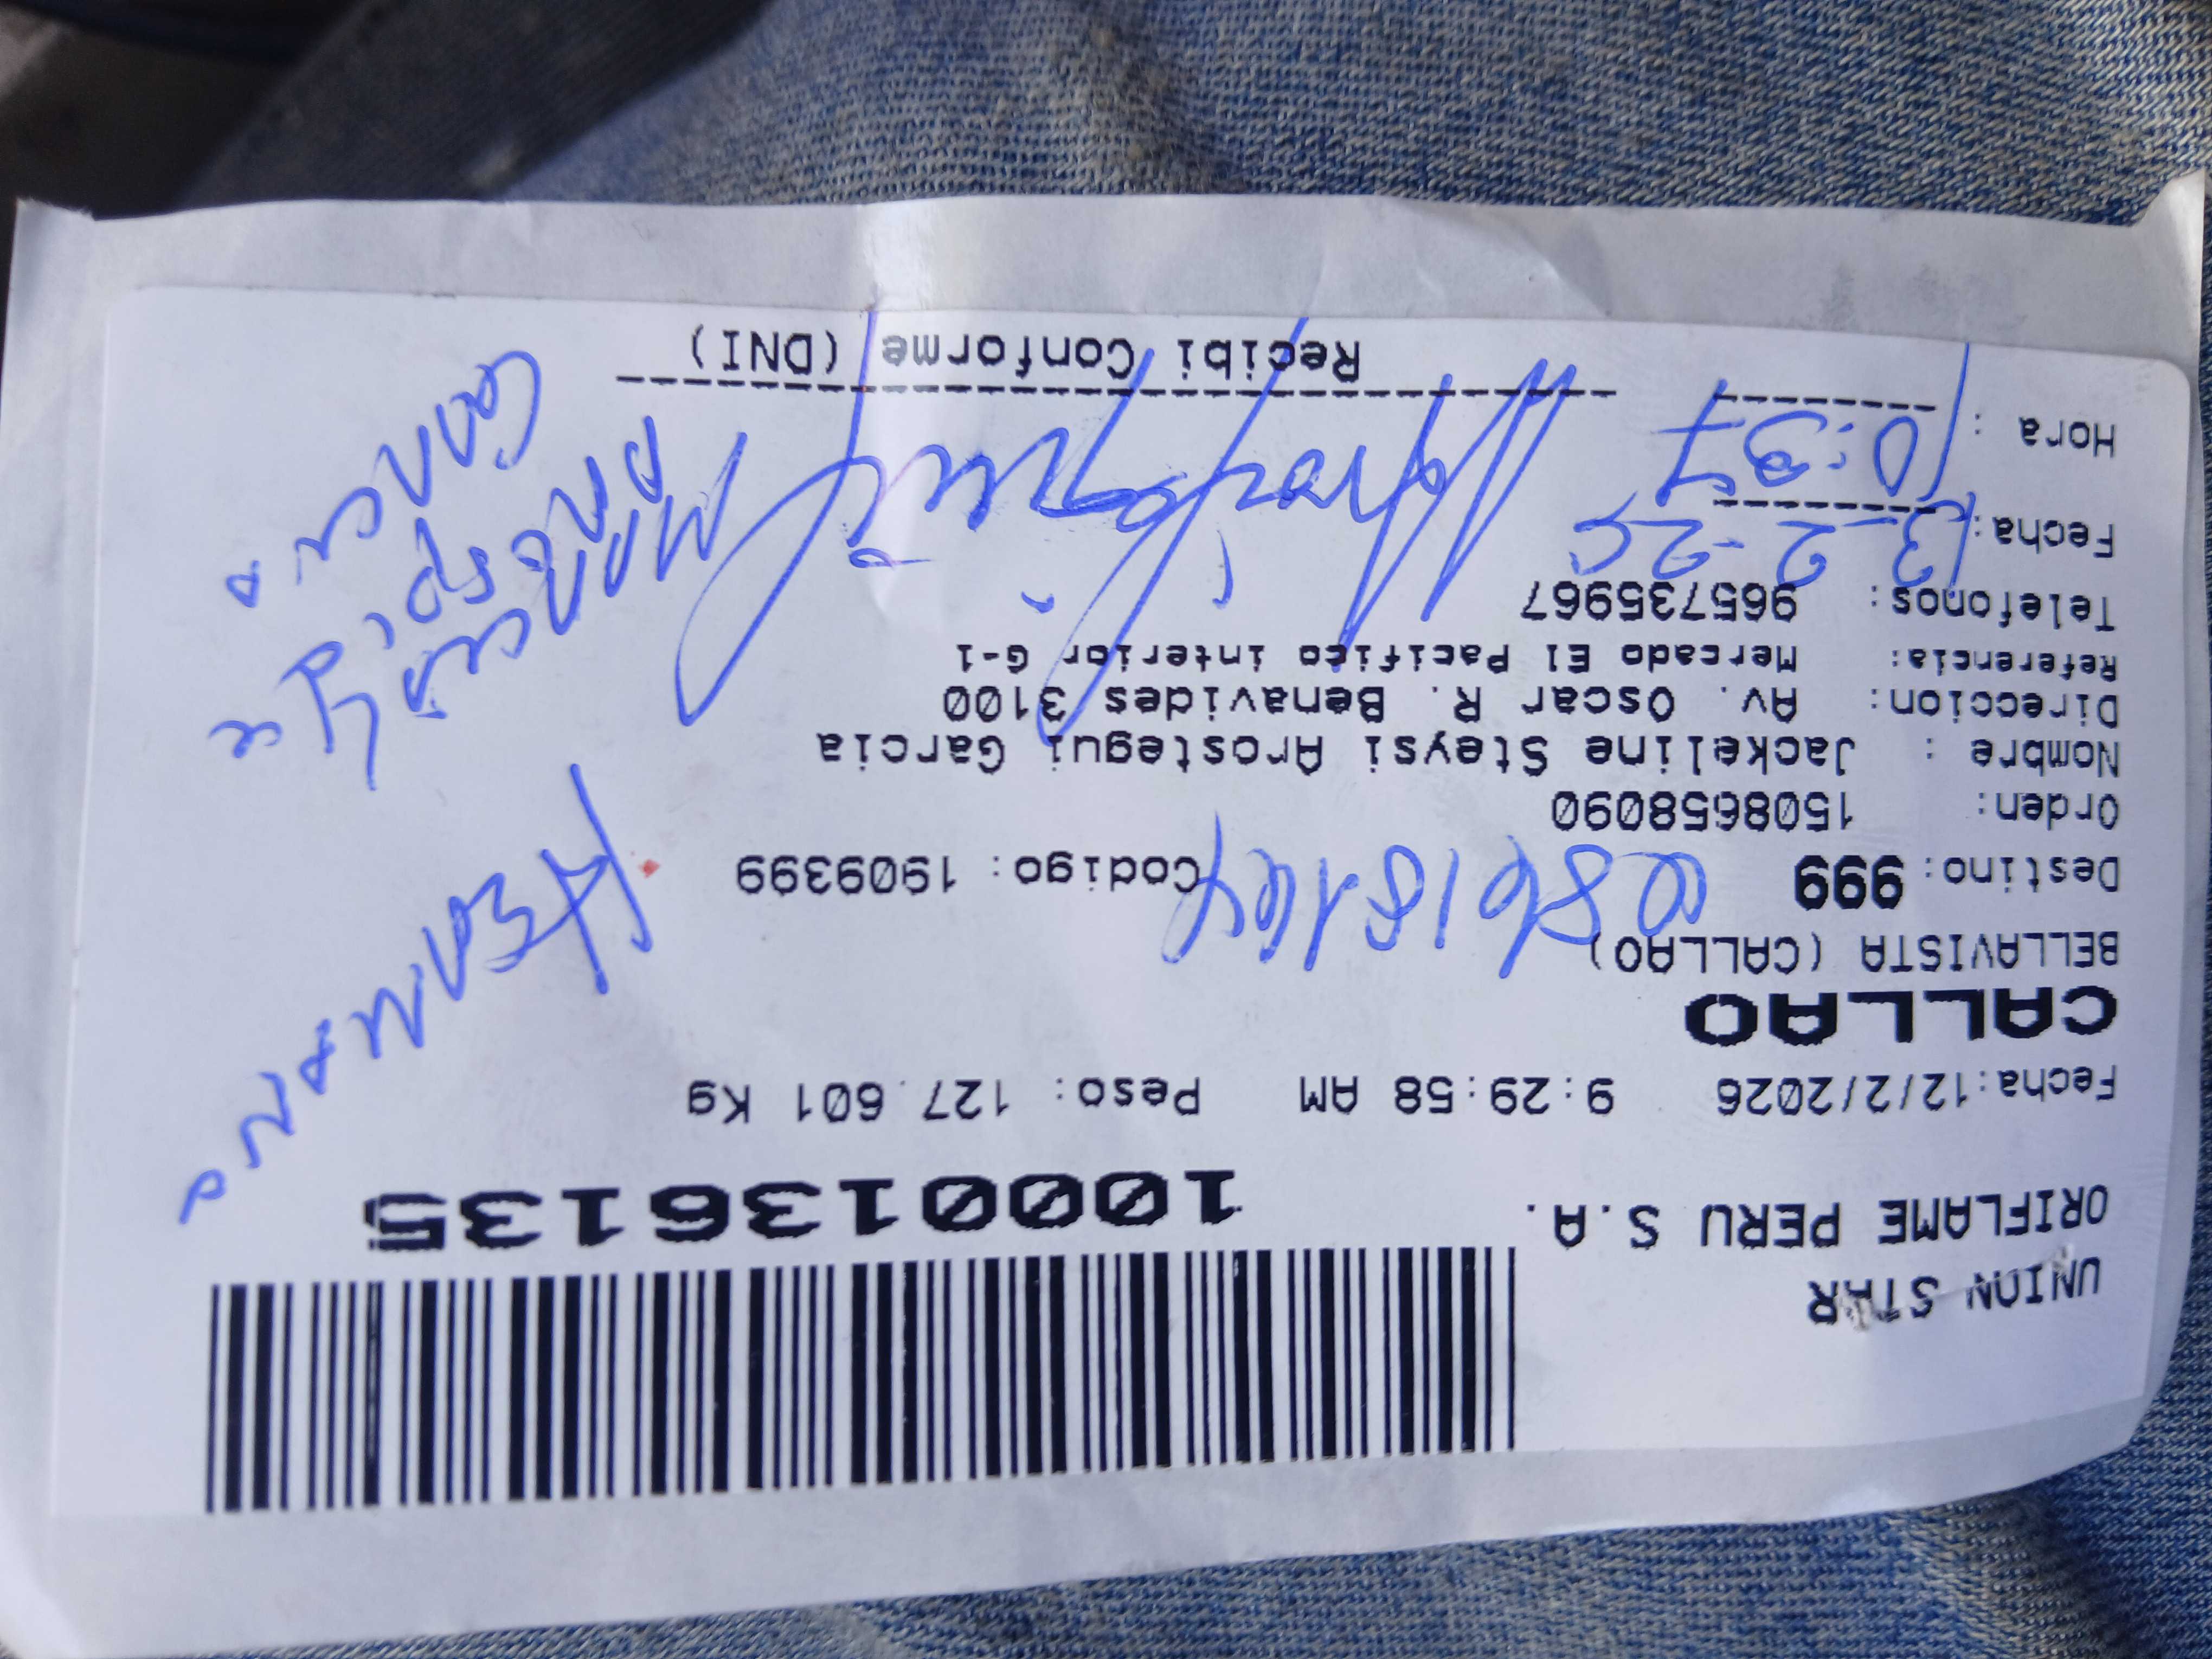 UNION STAR
ORIFLAME PERU S.A.
1000136135
Fecha:12/2/2026 9:29:58 AM Peso: 127.601 Kg
CALLAO
BELLAVISTA (CALLAO)
Destino: 999 Codigo: 1909399
Orden: 1508658090
Nombre : Jackeline Steysi Arostegui Garcia
Direccion: Av. Oscar R. Benavides 3100
Referencia: Mercado El Pacifico interior G-1
Telefonos: 965735967
Fecha: 13-2-26
Hora : 10:37
Recibi Conforme (DNI)
HERMANA